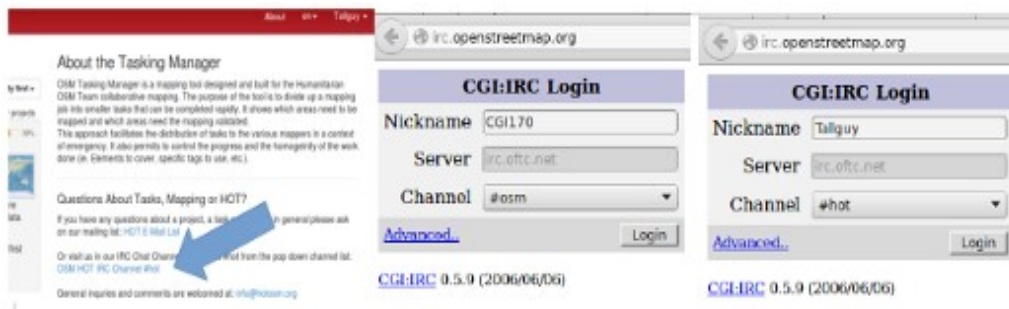 About en▾ Tallguy▾
About the Tasking Manager
OSM Tasking Manager is a mapping tool designed and built for the Humanitarian
OSM Team collaborative mapping. The purpose of the tool is to divide up a mapping
job into smaller tasks that can be completed rapidly. It shows which areas need to be
mapped and which areas need the mapping validated.
This approach facilitates the distribution of tasks to the various mappers in a context
of emergency. It also permits to control the progress and the homogeneity of the work
done (ie. Elements to cover, specific tags to use, etc.).
Questions About Tasks, Mapping or HOT?
If you have any questions about a project, a task in general please ask
on our mailing list: HOT E-Mail List
Or visit us in our IRC Chat #hot from the pop down channel list:
OSM HOT IRC Channel #hot
General inquiries and comments are welcomed at: info@hotosm.org
irc.openstreetmap.org
CGI:IRC Login
Nickname CGI170
Server irc.oftc.net
Channel #osm
Advanced.. Login
CGI:IRC 0.5.9 (2006/06/06)
irc.openstreetmap.org
CGI:IRC Login
Nickname Tallguy
Server irc.oftc.net
Channel #hot
Advanced.. Login
CGI:IRC 0.5.9 (2006/06/06)